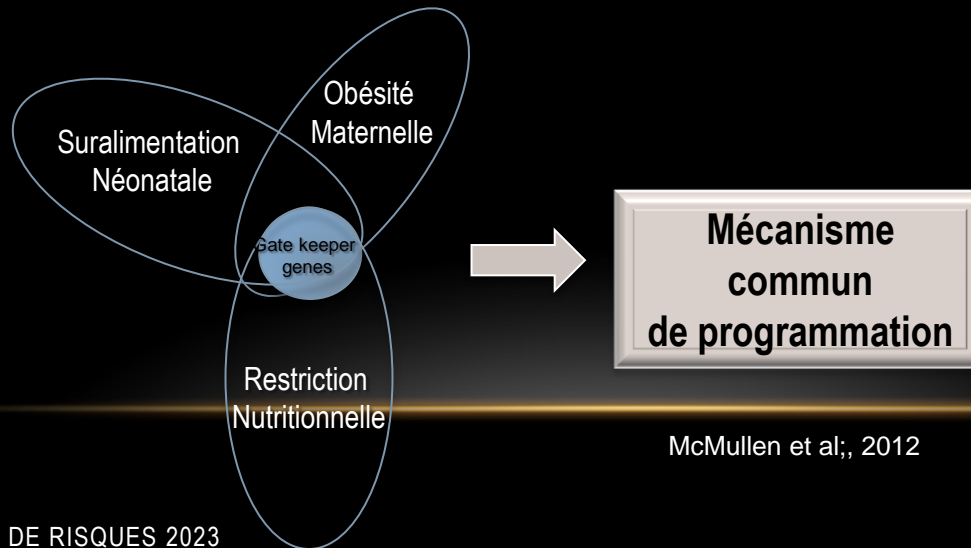 Obésité
Maternelle
Suralimentation
Néonatale
Gate keeper
genes
Mécanisme
commun
de programmation
Restriction
Nutritionnelle
McMullen et al;, 2012
DE RISQUES 2023